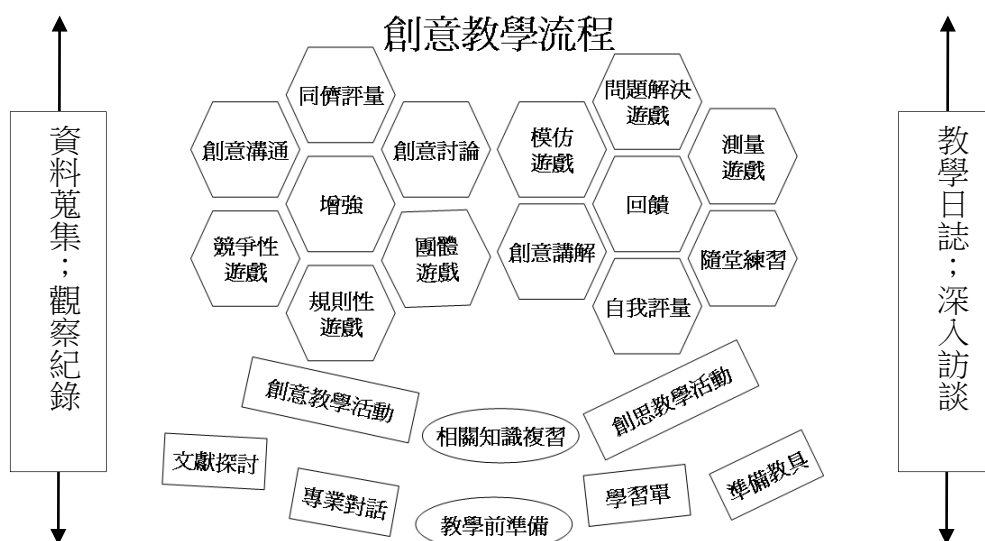 創意教學流程
資料蒐集；觀察紀錄
同儕評量
創意溝通
創意討論
增強
競爭性
遊戲
團體
遊戲
規則性
遊戲
問題解決
遊戲
模仿
遊戲
測量
遊戲
回饋
創意講解
隨堂練習
自我評量
教學日誌；深入訪談
創意教學活動
相關知識複習
創思教學活動
文獻探討
專業對話
教學前準備
學習單
準備教具